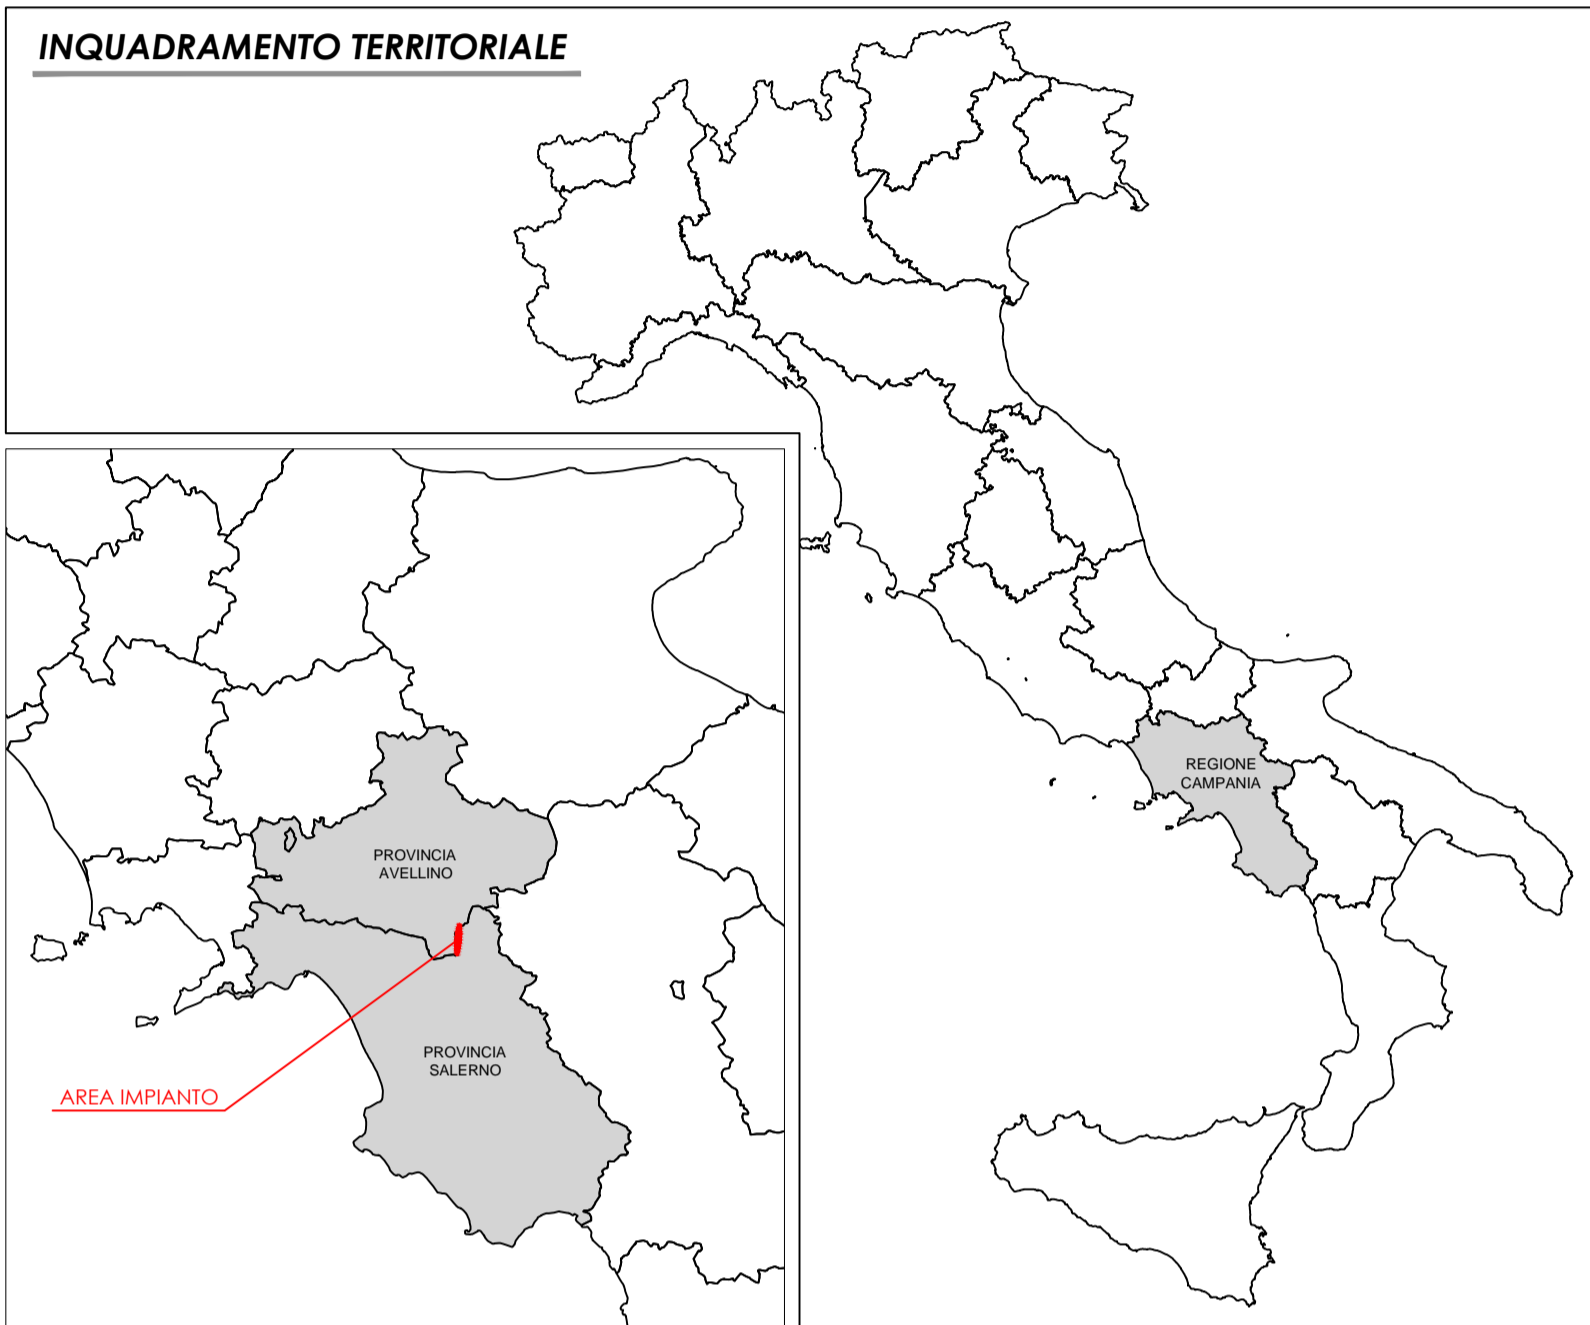 INQUADRAMENTO TERRITORIALE
REGIONE
CAMPANIA
PROVINCIA
AVELLINO
PROVINCIA
SALERNO
AREA IMPIANTO